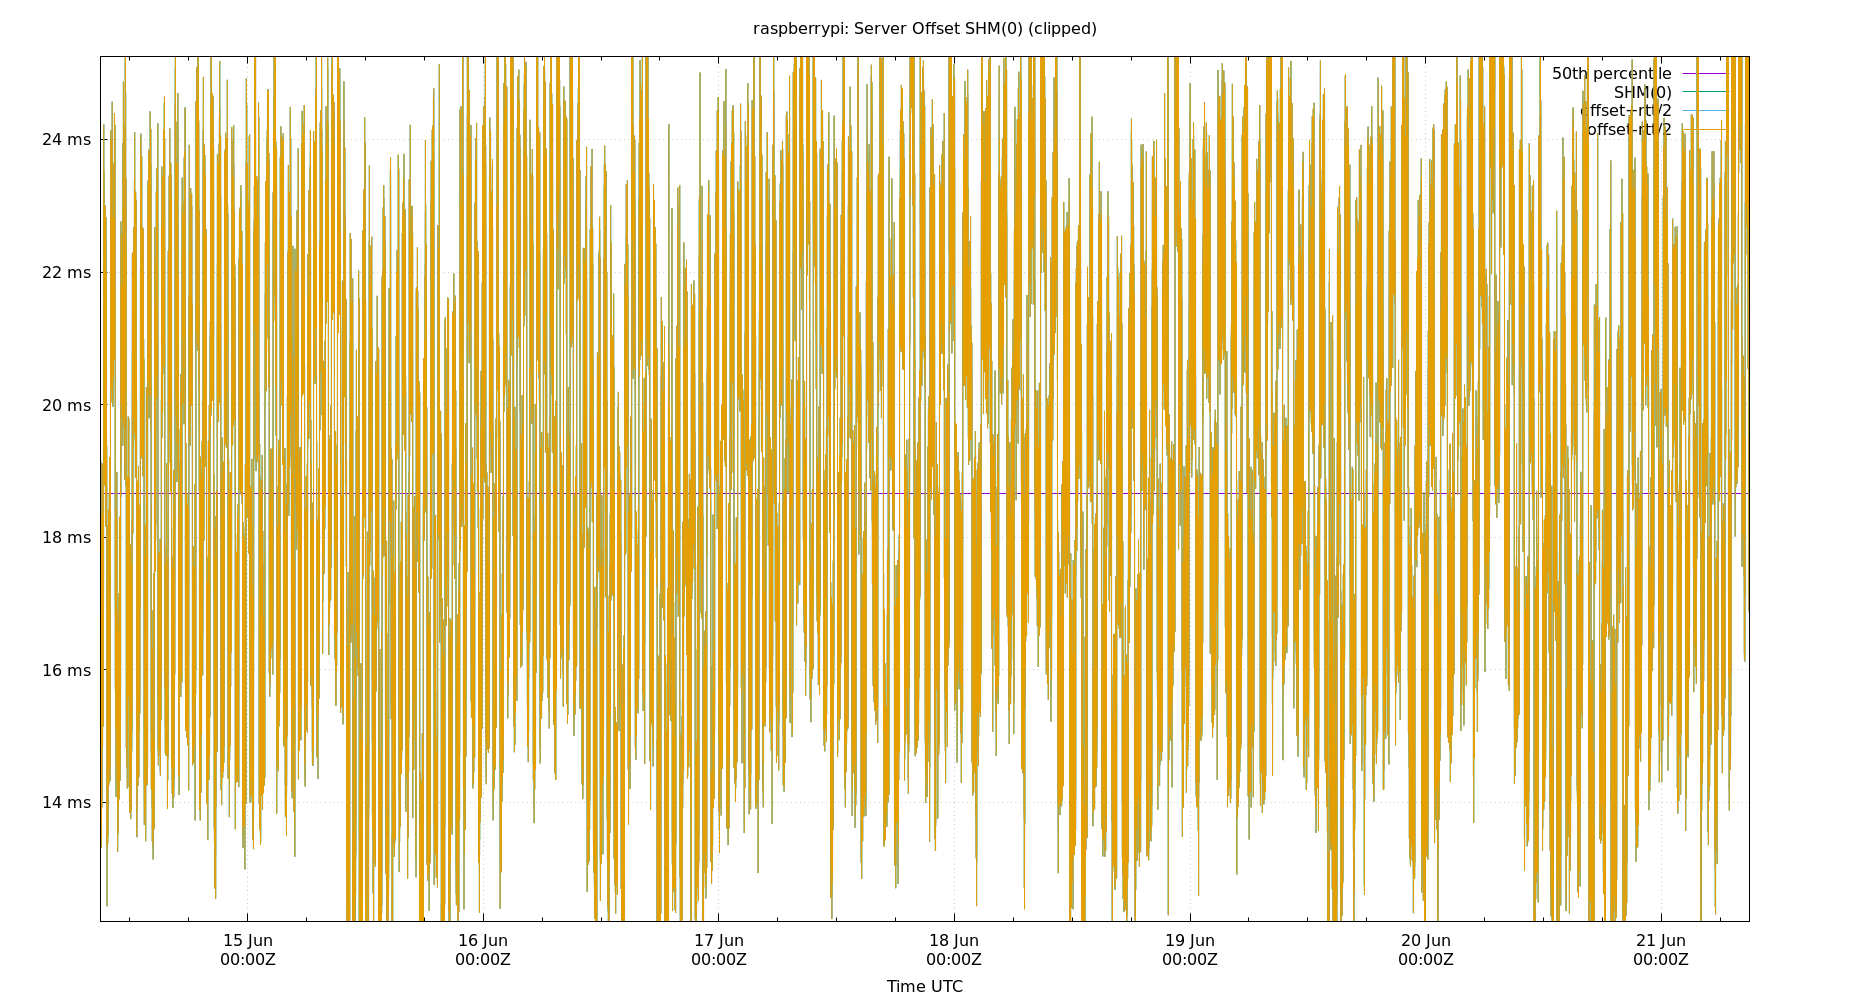 raspberrypi: Server Offset SHM(0) (clipped)
50th percentile
SHM(0)
offset+rtt/2
offset-rtt/2
24 ms
22 ms
20 ms
18 ms
16 ms
14 ms
15 Jun
00:00Z
16 Jun
00:00Z
17 Jun
00:00Z
18 Jun
00:00Z
19 Jun
00:00Z
20 Jun
00:00Z
21 Jun
00:00Z
Time UTC